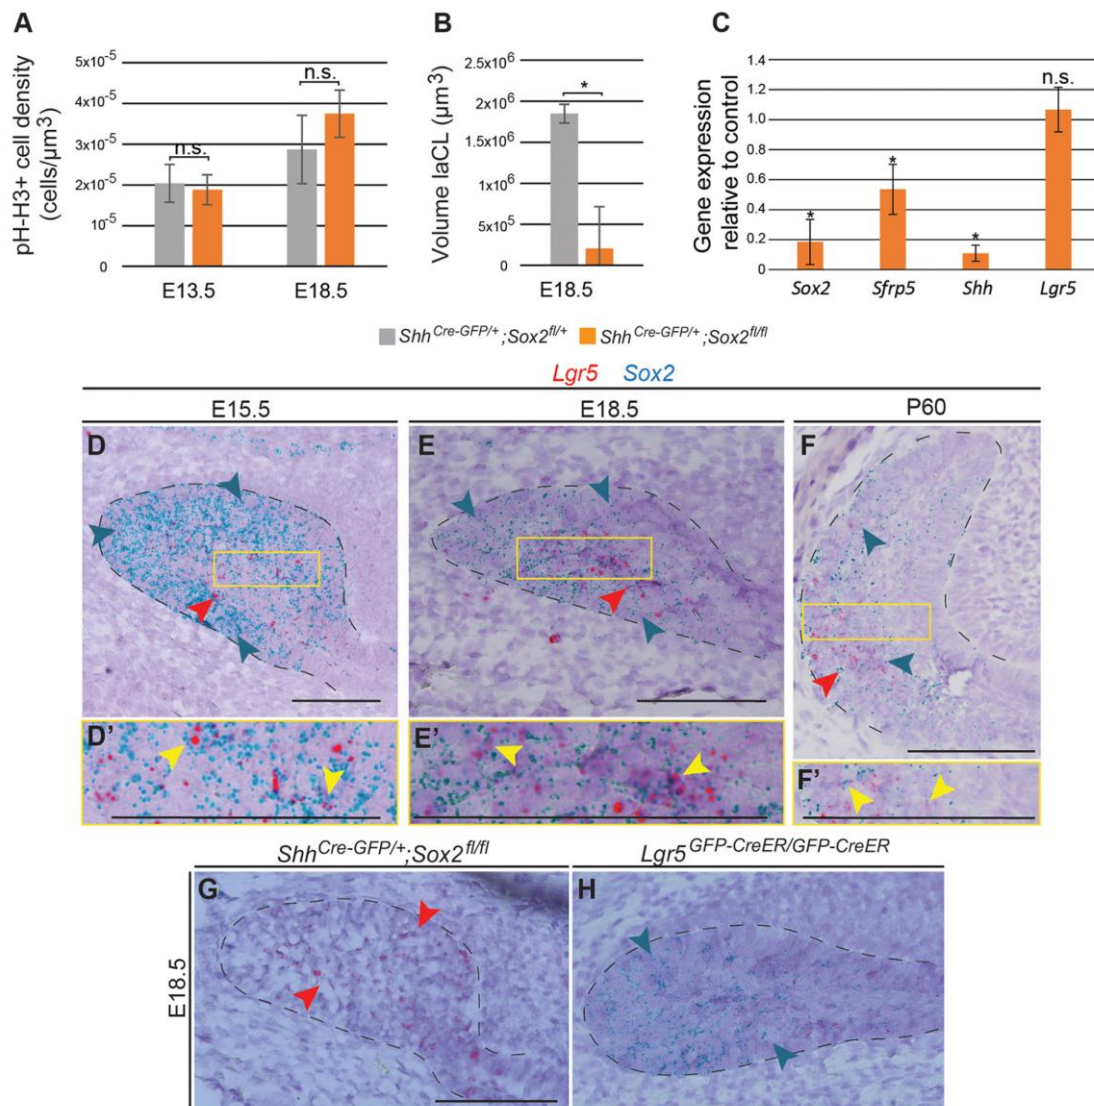 A
pH-H3+ cell density
(cells/µm³)
5x10⁻⁵
4x10⁻⁵
3x10⁻⁵
2x10⁻⁵
10⁻⁵
0
n.s.
n.s.
E13.5
E18.5
B
Volume laCL (µm³)
2.5x10⁶
2x10⁶
1.5x10⁶
1x10⁶
5x10⁵
0
*
E18.5
C
Gene expression
relative to control
1.4
1.2
1.0
0.8
0.6
0.4
0.2
0
*
*
*
n.s.
Sox2
Sfrp5
Shh
Lgr5
Shh^Cre-GFP/+;Sox2^fl/+
Shh^Cre-GFP/+;Sox2^fl/fl
Lgr5 Sox2
E15.5
E18.5
P60
D
E
F
D'
E'
F'
Shh^Cre-GFP/+;Sox2^fl/fl
Lgr5^GFP-CreER/GFP-CreER
E18.5
G
H